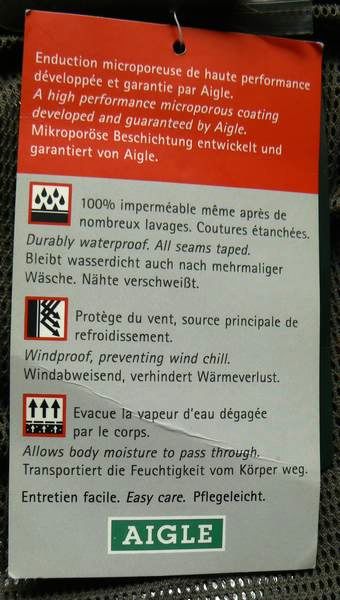 Enduction microporeuse de haute performance
développée et garantie par Aigle.
A high performance microporous coating
developed and guaranteed by Aigle.
Mikroporöse Beschichtung entwickelt und
garantiert von Aigle.
100% imperméable même après de
nombreux lavages. Coutures étanchées.
Durably waterproof. All seams taped.
Bleibt wasserdicht auch nach mehrmaliger
Wäsche. Nähte verschweißt.
Protège du vent, source principale de
refroidissement.
Windproof, preventing wind chill.
Windabweisend, verhindert Wärmeverlust.
Evacue la vapeur d'eau dégagée
par le corps.
Allows body moisture to pass through.
Transportiert die Feuchtigkeit vom Körper weg.
Entretien facile. Easy care. Pflegeleicht.
AIGLE